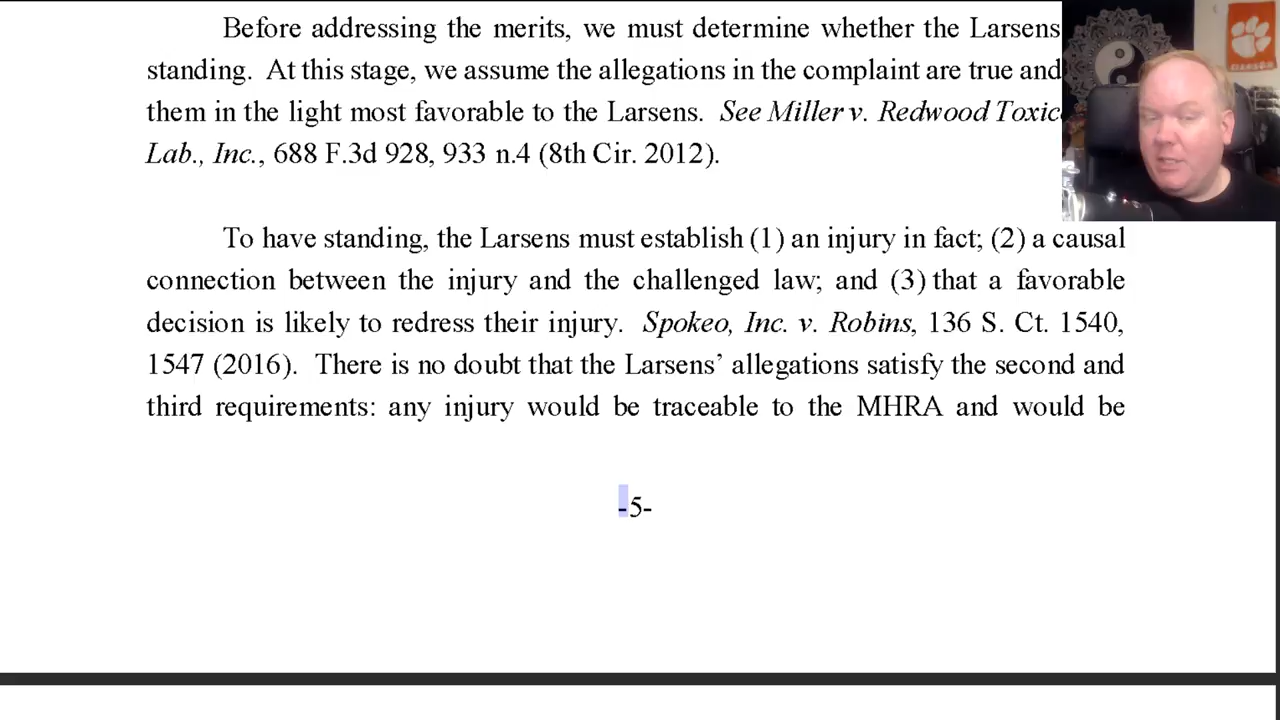 Before addressing the merits, we must determine whether the Larsens
standing. At this stage, we assume the allegations in the complaint are true and
them in the light most favorable to the Larsens. See Miller v. Redwood
Lab., Inc., 688 F.3d 928, 933 n.4 (8th Cir. 2012).
To have standing, the Larsens must establish (1) an injury in fact; (2) a causal
connection between the injury and the challenged law; and (3) that a favorable
decision is likely to redress their injury. Spokeo, Inc. v. Robins, 136 S. Ct. 1540,
1547 (2016). There is no doubt that the Larsens’ allegations satisfy the second and
third requirements: any injury would be traceable to the MHRA and would be
-5-